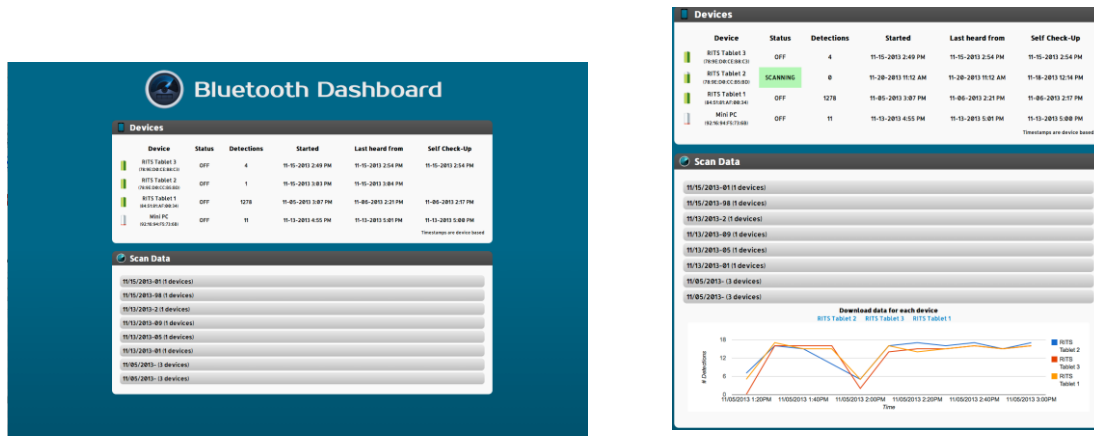 Bluetooth Dashboard
Devices
Device Status Detections Started Last heard from Self Check-Up
RITS Tablet 3 OFF 4 11-15-2013 2:49 PM 11-15-2013 2:54 PM 11-15-2013 2:54 PM
RITS Tablet 2 OFF 1 11-15-2013 3:03 PM 11-15-2013 3:04 PM
RITS Tablet 1 OFF 1278 11-05-2013 3:07 PM 11-06-2013 2:21 PM 11-06-2013 2:17 PM
Mini PC OFF 11 11-13-2013 4:55 PM 11-13-2013 5:01 PM 11-13-2013 5:00 PM
Timestamps are device based
Scan Data
11/15/2013-01 (1 devices)
11/15/2013-98 (1 devices)
11/13/2013-2 (1 devices)
11/13/2013-09 (1 devices)
11/13/2013-05 (1 devices)
11/13/2013-01 (1 devices)
11/05/2013- (3 devices)
11/05/2013- (3 devices)
Devices
Device Status Detections Started Last heard from Self Check-Up
RITS Tablet 3 OFF 4 11-15-2013 2:49 PM 11-15-2013 2:54 PM 11-15-2013 2:54 PM
RITS Tablet 2 SCANNING 0 11-20-2013 11:12 AM 11-20-2013 11:12 AM 11-18-2013 12:14 PM
RITS Tablet 1 OFF 1278 11-05-2013 3:07 PM 11-06-2013 2:21 PM 11-06-2013 2:17 PM
Mini PC OFF 11 11-13-2013 4:55 PM 11-13-2013 5:01 PM 11-13-2013 5:00 PM
Timestamps are device based
Scan Data
11/15/2013-01 (1 devices)
11/15/2013-98 (1 devices)
11/13/2013-2 (1 devices)
11/13/2013-09 (1 devices)
11/13/2013-05 (1 devices)
11/13/2013-01 (1 devices)
11/05/2013- (3 devices)
11/05/2013- (3 devices)
Download data for each device
RITS Tablet 2 RITS Tablet 3 RITS Tablet 1
# Detections
18
12
6
0
11/05/2013 1:20PM 11/05/2013 1:40PM 11/05/2013 2:00PM 11/05/2013 2:20PM 11/05/2013 2:40PM 11/05/2013 3:00PM
Time
RITS
Tablet 2
RITS
Tablet 3
RITS
Tablet 1